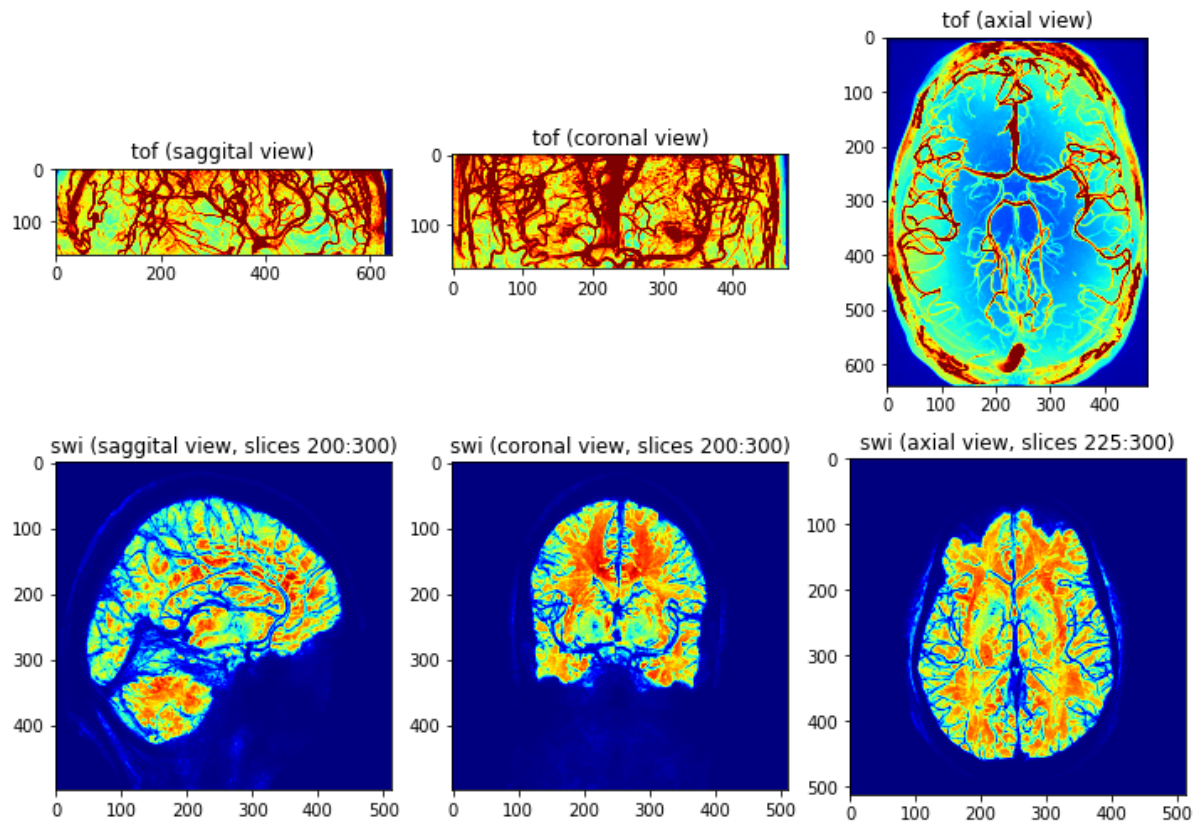 tof (axial view)
0
100
200
300
400
500
600
0 100 200 300 400
tof (saggital view)
0
100
0 200 400 600
tof (coronal view)
0
100
0 100 200 300 400
swi (saggital view, slices 200:300)
0
100
200
300
400
0 100 200 300 400 500
swi (coronal view, slices 200:300)
0
100
200
300
400
0 100 200 300 400 500
swi (axial view, slices 225:300)
0
100
200
300
400
500
0 100 200 300 400 500